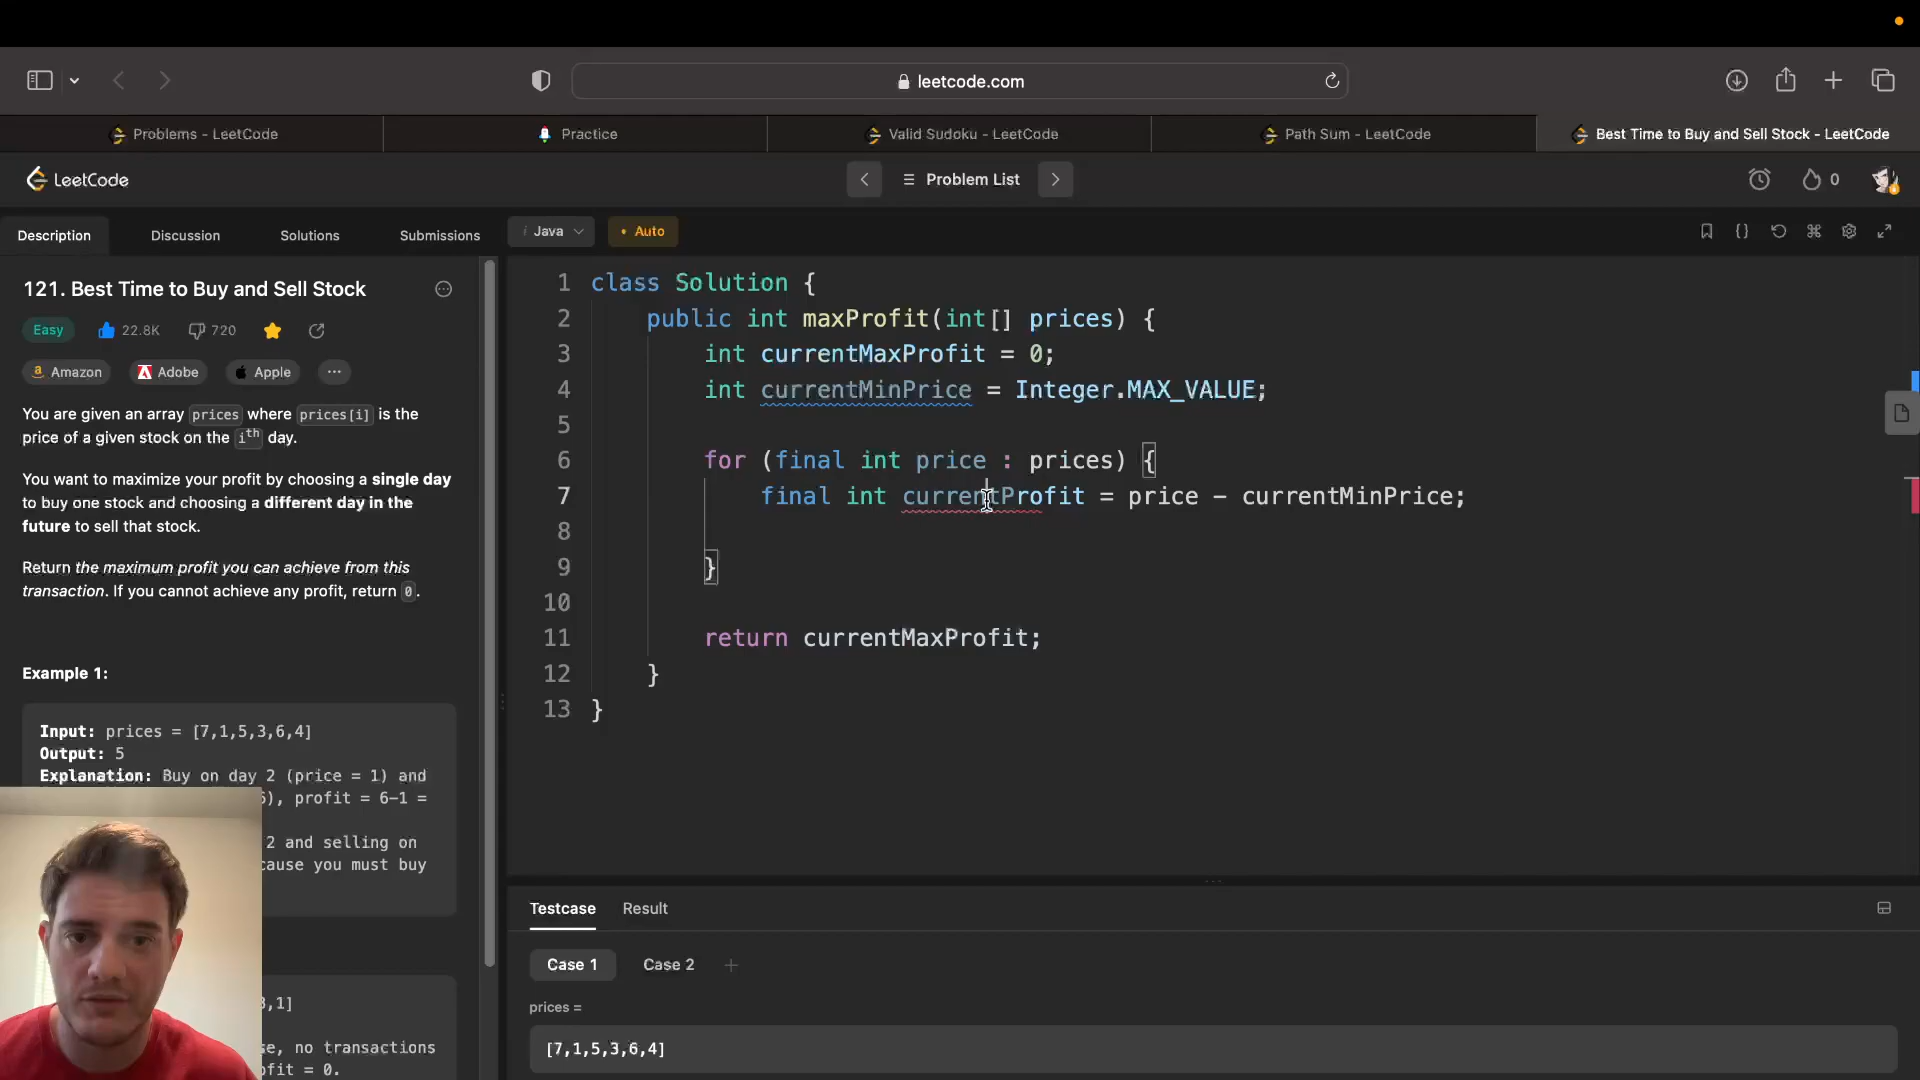 leetcode.com
Problems - LeetCode
Practice
Valid Sudoku - LeetCode
Path Sum - LeetCode
Best Time to Buy and Sell Stock - LeetCode
LeetCode
Problem List
0
Description
Discussion
Solutions
Submissions
i Java
• Auto
121. Best Time to Buy and Sell Stock
Easy
22.8K
720
Amazon
Adobe
Apple
You are given an array prices where prices[i] is the
price of a given stock on the ith day.
You want to maximize your profit by choosing a single day
to buy one stock and choosing a different day in the
future to sell that stock.
Return the maximum profit you can achieve from this
transaction. If you cannot achieve any profit, return 0.
Example 1:
Input: prices = [7,1,5,3,6,4]
Output: 5
Explanation: Buy on day 2 (price = 1) and
6), profit = 6-1 =
2 and selling on
cause you must buy
,1]
se, no transactions
ofit = 0.
1 class Solution {
2 public int maxProfit(int[] prices) {
3 int currentMaxProfit = 0;
4 int currentMinPrice = Integer.MAX_VALUE;
5
6 for (final int price : prices) {
7 final int currentProfit = price - currentMinPrice;
8
9 }
10
11 return currentMaxProfit;
12 }
13 }
Testcase
Result
Case 1
Case 2
+
prices =
[7,1,5,3,6,4]